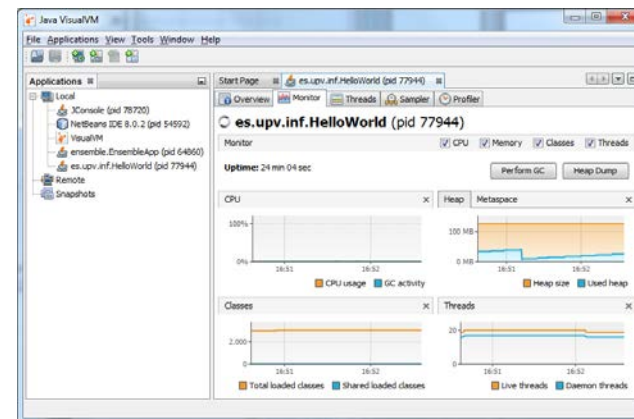 Java VisualVM
File Applications View Tools Window Help
Applications
Local
JConsole (pid 78720)
NetBeans IDE 8.0.2 (pid 54592)
VisualVM
ensemble.EnsembleApp (pid 64860)
es.upv.inf.HelloWorld (pid 77944)
Remote
Snapshots
Start Page es.upv.inf.HelloWorld (pid 77944)
Overview Monitor Threads Sampler Profiler
es.upv.inf.HelloWorld (pid 77944)
Monitor CPU Memory Classes Threads
Uptime: 24 min 04 sec Perform GC Heap Dump
CPU
100%
0%
16:51 16:52
CPU usage GC activity
Heap Metaspace
100 MB
0 MB
16:51 16:52
Heap size Used heap
Classes
2.000
0
16:51 16:52
Total loaded classes Shared loaded classes
Threads
20
0
16:51 16:52
Live threads Daemon threads